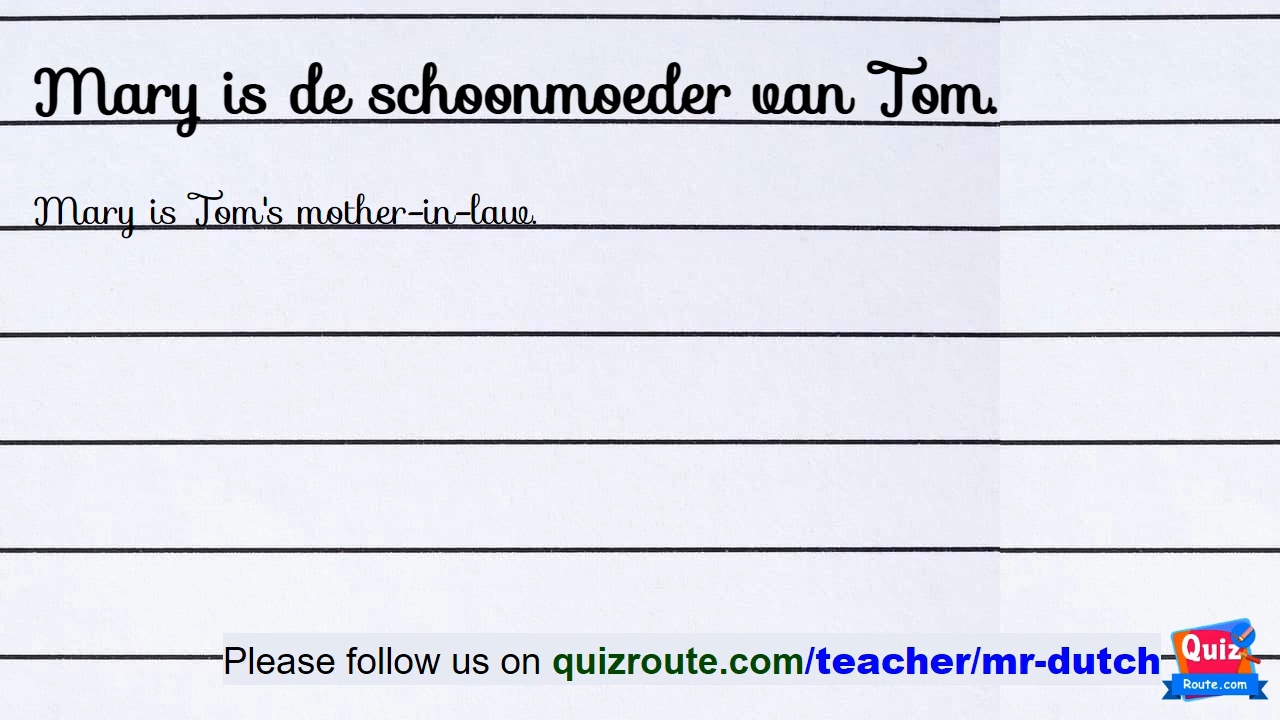 Mary is de schoonmoeder van Tom.
Mary is Tom's mother-in-law.
Please follow us on quizroute.com/teacher/mr-dutch
Quiz
Route.com